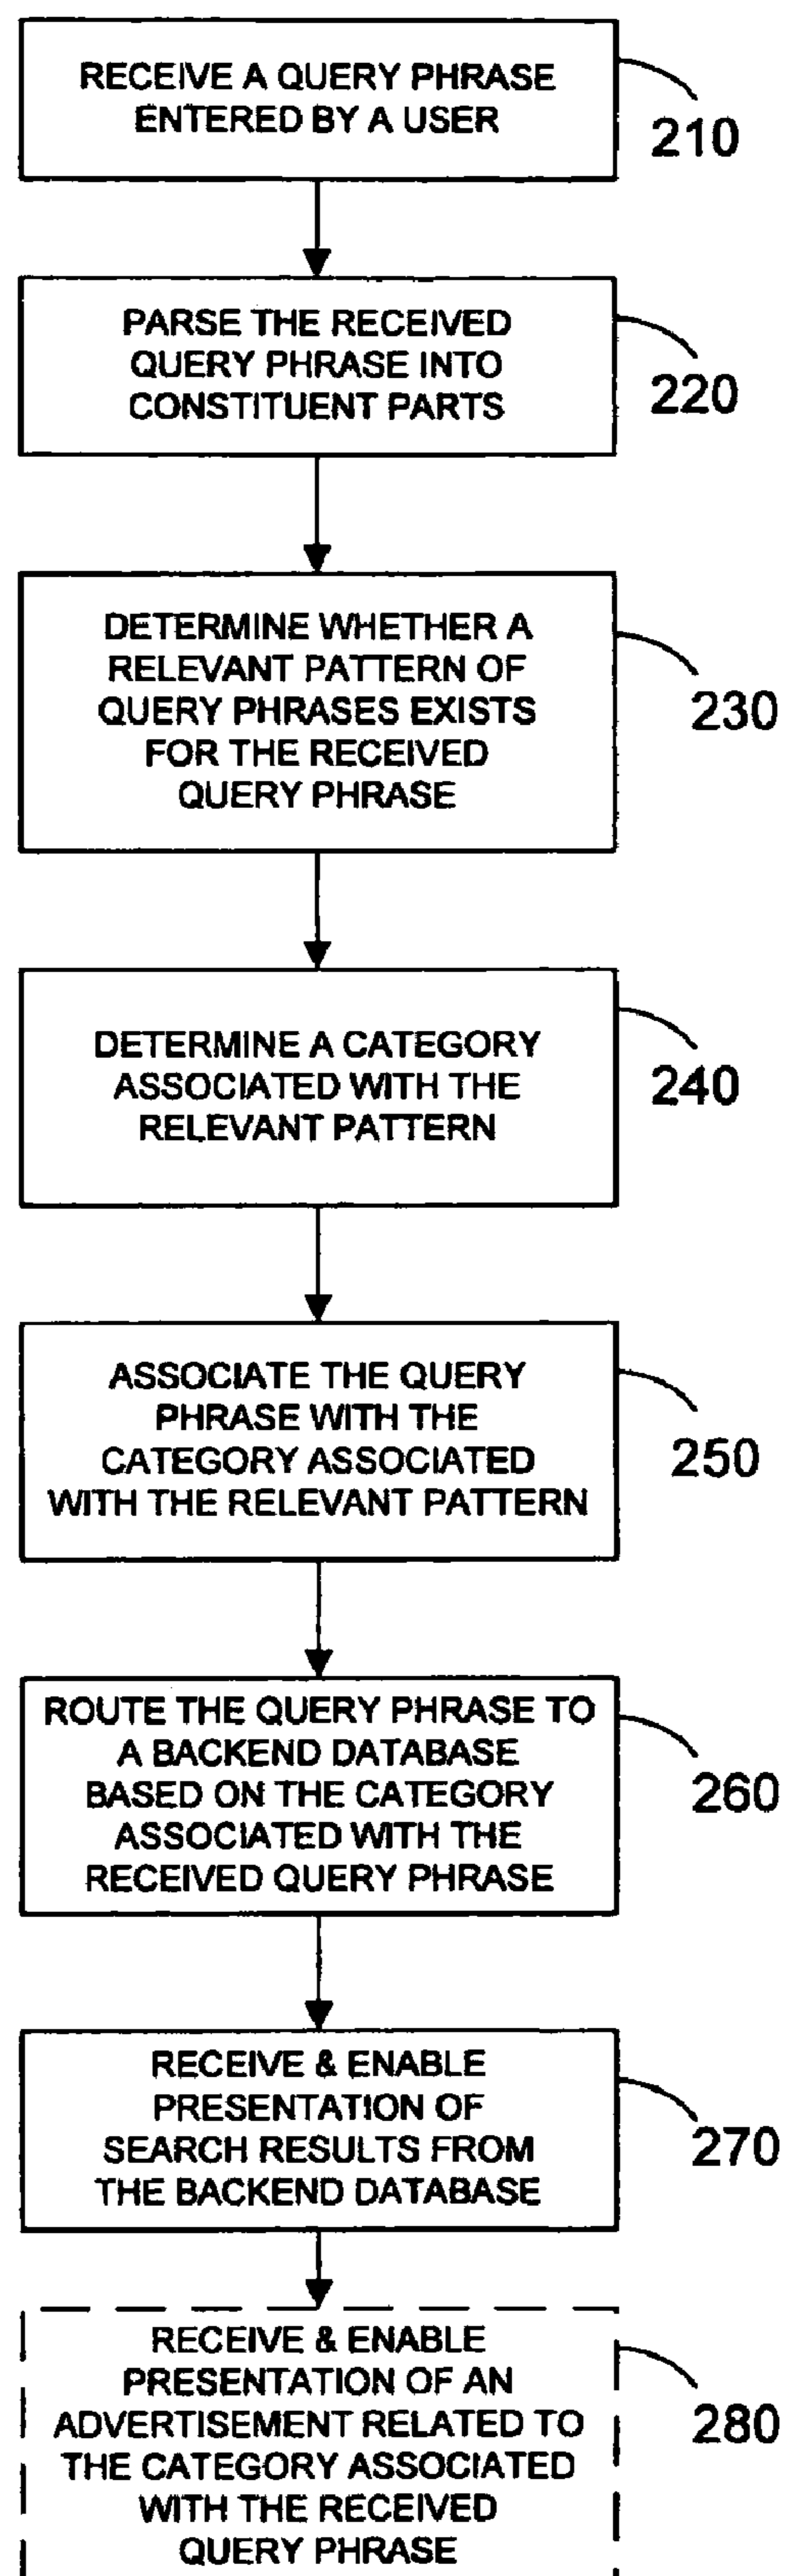 RECEIVE A QUERY PHRASE
ENTERED BY A USER
210
PARSE THE RECEIVED
QUERY PHRASE INTO
CONSTITUENT PARTS
220
DETERMINE WHETHER A
RELEVANT PATTERN OF
QUERY PHRASES EXISTS
FOR THE RECEIVED
QUERY PHRASE
230
DETERMINE A CATEGORY
ASSOCIATED WITH THE
RELEVANT PATTERN
240
ASSOCIATE THE QUERY
PHRASE WITH THE
CATEGORY ASSOCIATED
WITH THE RELEVANT PATTERN
250
ROUTE THE QUERY PHRASE TO
A BACKEND DATABASE
BASED ON THE CATEGORY
ASSOCIATED WITH THE
RECEIVED QUERY PHRASE
260
RECEIVE & ENABLE
PRESENTATION OF
SEARCH RESULTS FROM
THE BACKEND DATABASE
270
RECEIVE & ENABLE
PRESENTATION OF AN
ADVERTISEMENT RELATED TO
THE CATEGORY ASSOCIATED
WITH THE RECEIVED
QUERY PHRASE
280